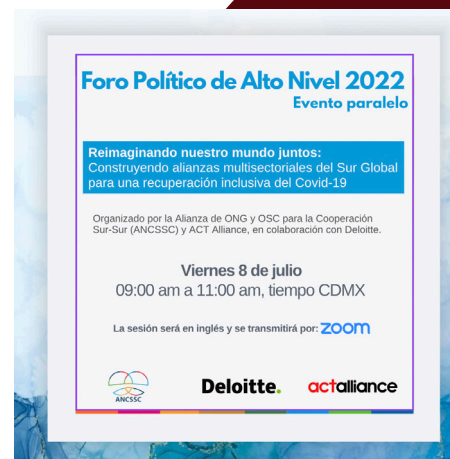 Foro Político de Alto Nivel 2022
Evento paralelo
Reimaginando nuestro mundo juntos:
Construyendo alianzas multisectoriales del Sur Global
para una recuperación inclusiva del Covid-19
Organizado por la Alianza de ONG y OSC para la Cooperación
Sur-Sur (ANCSSC) y ACT Alliance, en colaboración con Deloitte.
Viernes 8 de julio
09:00 am a 11:00 am, tiempo CDMX
La sesión será en inglés y se transmitirá por: zoom
ANCSSC
Deloitte.
actalliance